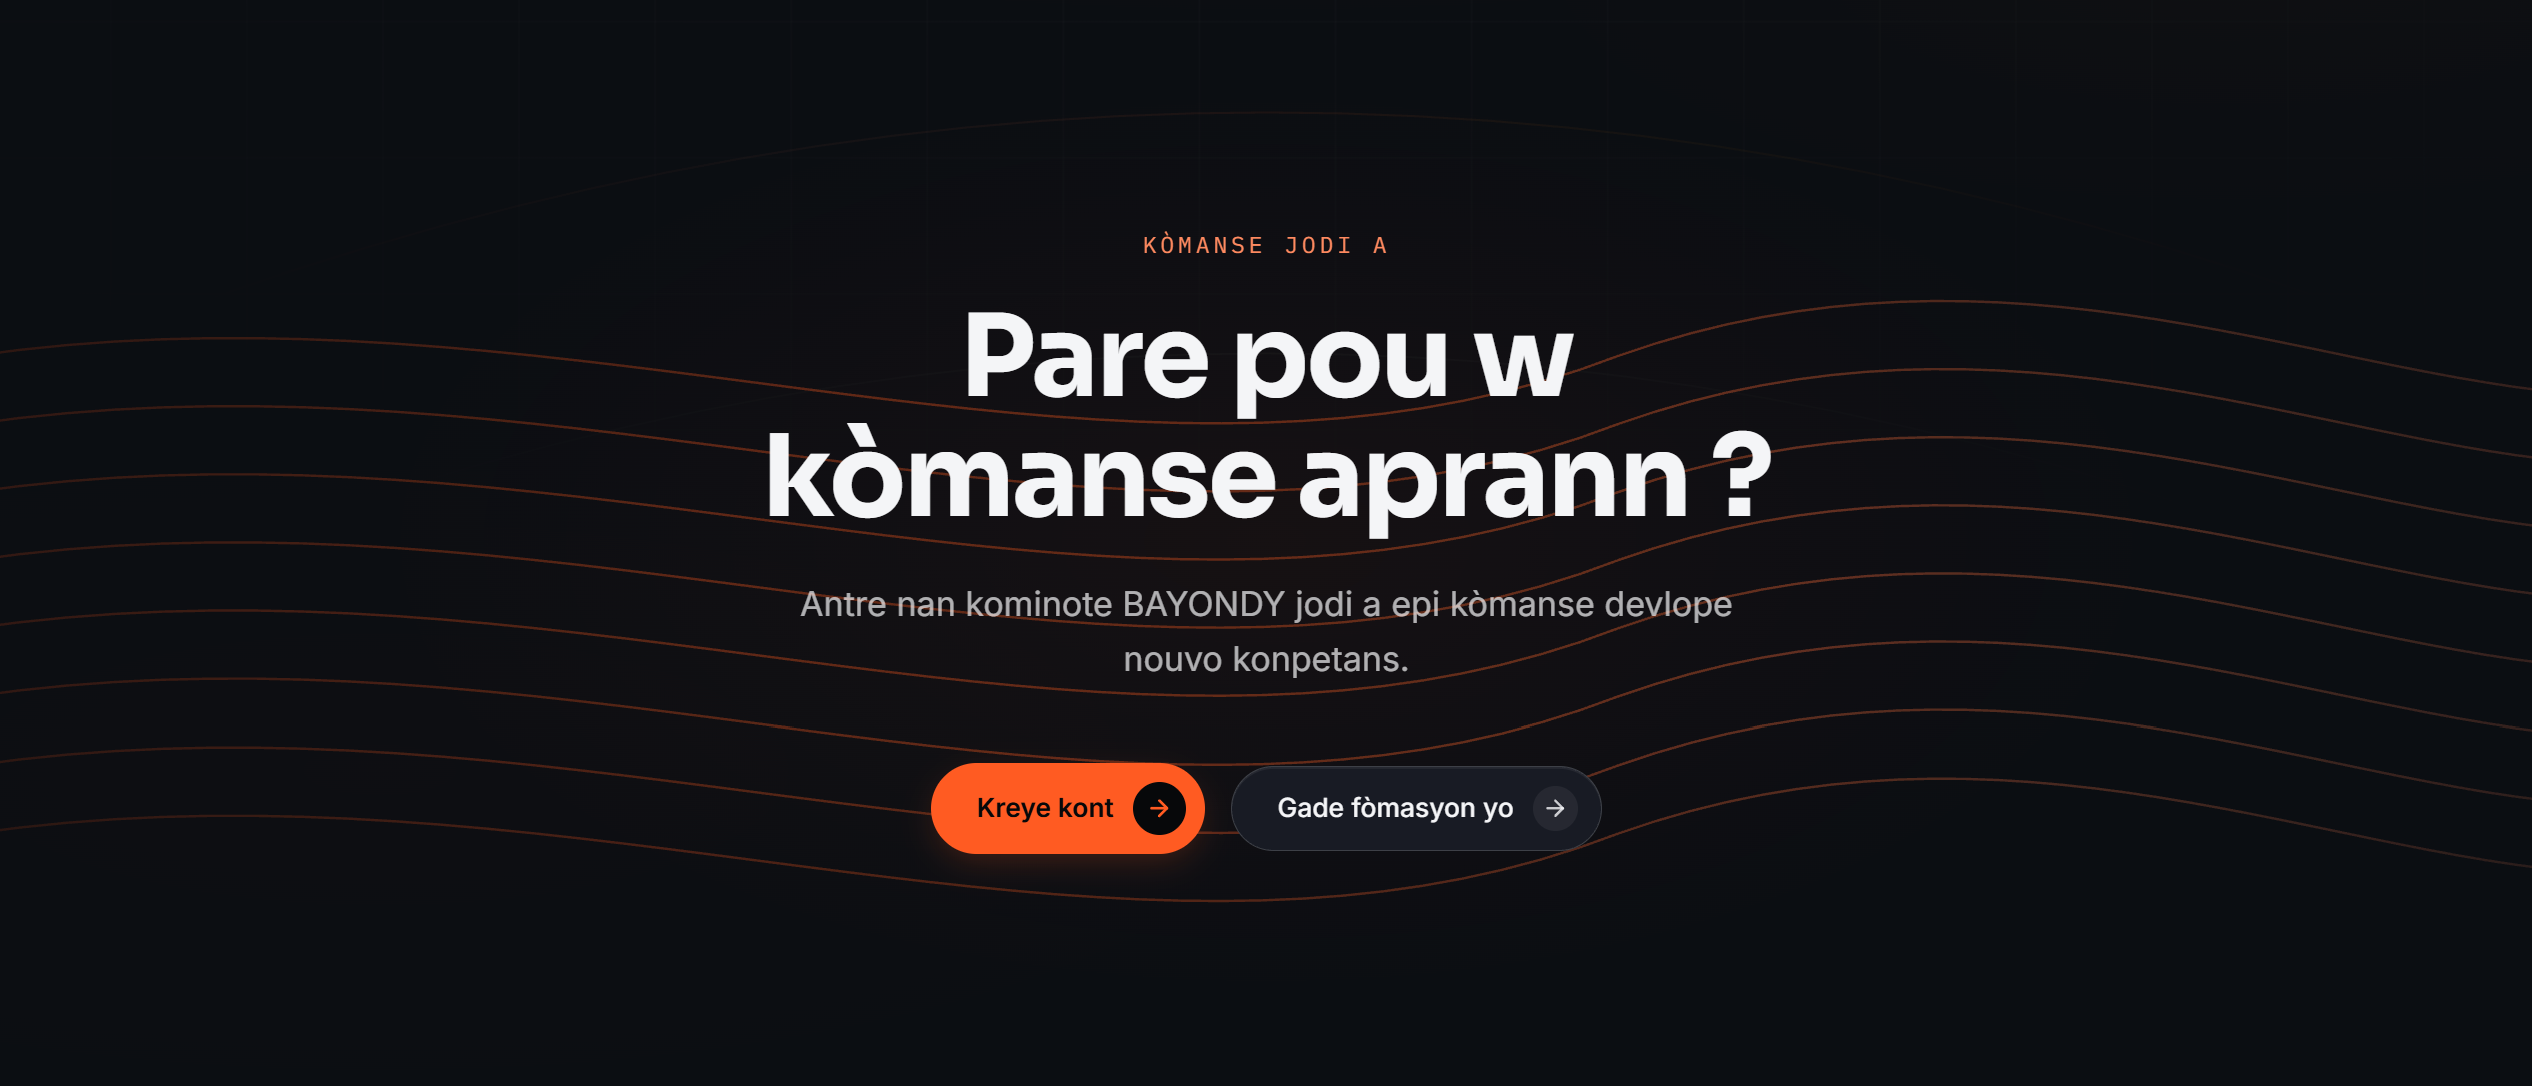 KÒMANSE JODI A
Pare pou w
kòmanse aprann ?
Antre nan kominote BAYONDY jodi a epi kòmanse devlope
nouvo konpetans.
Kreye kont
Gade fòmasyon yo